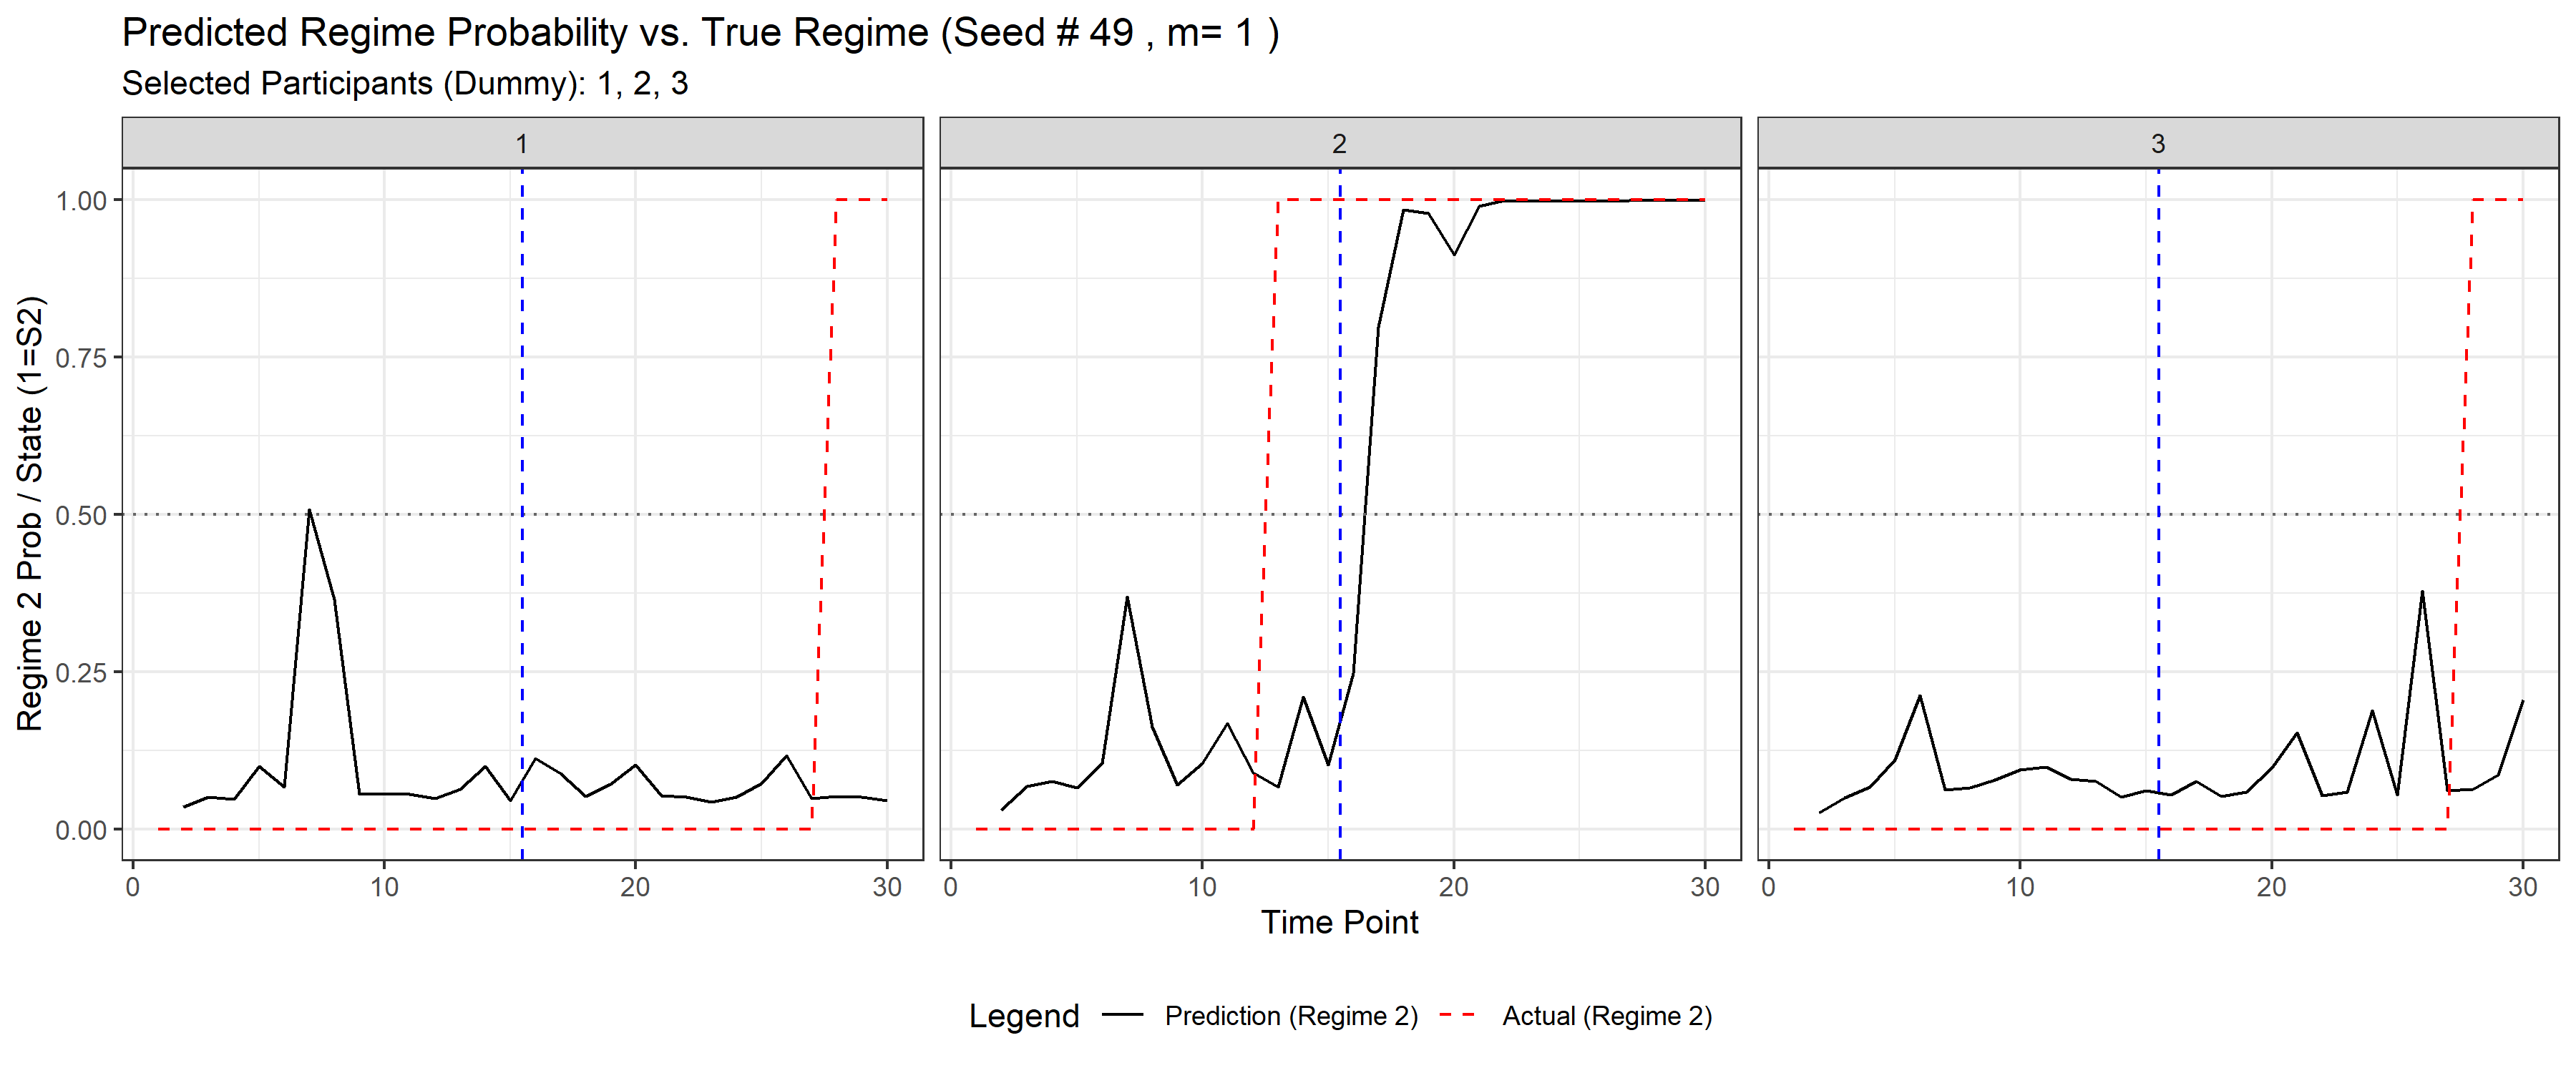 Predicted Regime Probability vs. True Regime (Seed # 49 , m= 1 )
Selected Participants (Dummy): 1, 2, 3
1 2 3
Regime 2 Prob / State (1=S2)
1.00
0.75
0.50
0.25
0.00
0 10 20 30 0 10 20 30 0 10 20 30
Time Point
Legend Prediction (Regime 2) Actual (Regime 2)